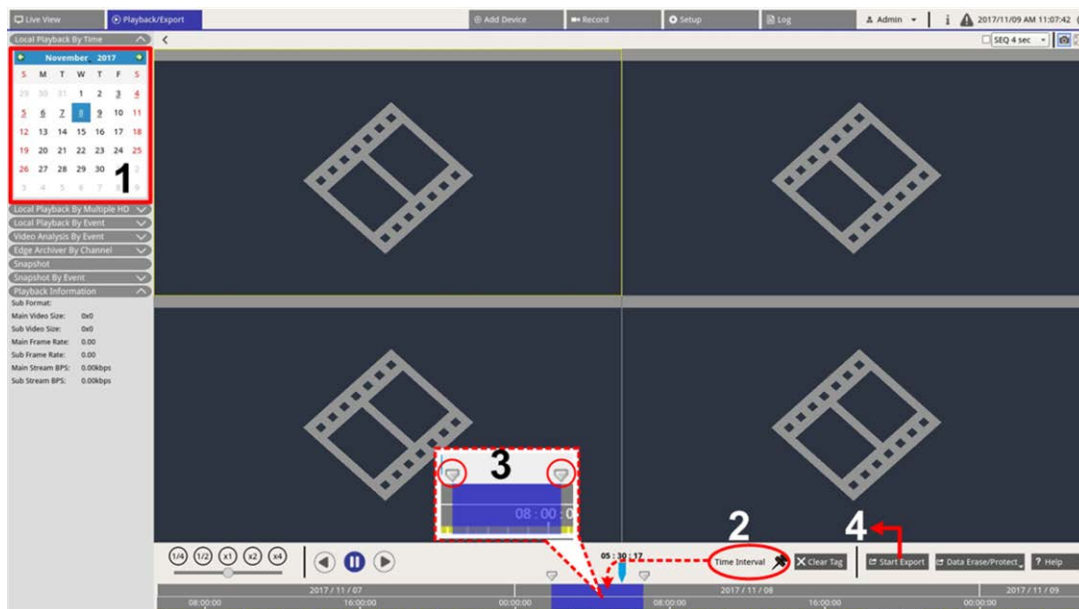 Live View
Playback/Export
Add Device
Record
Setup
Log
Admin
i
2017/11/09 AM 11:07:42
Local Playback By Time
SEQ 4 sec
November 2017
S M T W T F S
29 30 31 1 2 3 4
5 6 7 8 9 10 11
12 13 14 15 16 17 18
19 20 21 22 23 24 25
26 27 28 29 30 2
3 4 5 6 7 8 9
1
Local Playback By Multiple HD
Local Playback By Event
Video Analysis By Event
Edge Archiver By Channel
Snapshot
Snapshot By Event
Playback Information
Sub Format:
Main Video Size: 0x0
Sub Video Size: 0x0
Main Frame Rate: 0.00
Sub Frame Rate: 0.00
Main Stream BPS: 0.00kbps
Sub Stream BPS: 0.00kbps
3
08 : 00 : 0
2
4
1/4
1/2
x1
x2
x4
05 : 30 : 17
Time Interval
Clear Tag
Start Export
Data Erase/Protect
? Help
2017 / 11 / 07
2017 / 11 / 08
2017 / 11 / 09
08:00:00
16:00:00
00:00:00
08:00:00
16:00:00
00:00:00